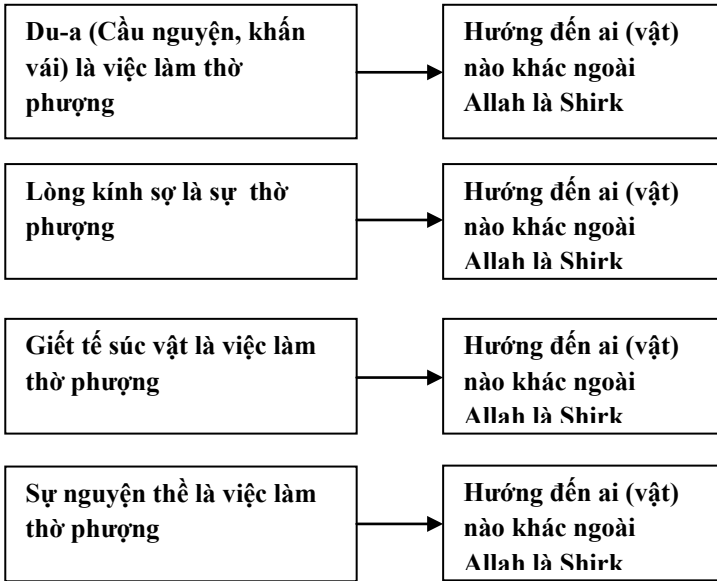 Du-a (Cầu nguyện, khấn
vái) là việc làm thờ
phượng
Hướng đến ai (vật)
nào khác ngoài
Allah là Shirk
Lòng kính sợ là sự thờ
phượng
Hướng đến ai (vật)
nào khác ngoài
Allah là Shirk
Giết tế súc vật là việc làm
thờ phượng
Hướng đến ai (vật)
nào khác ngoài
Allah là Shirk
Sự nguyện thề là việc làm
thờ phượng
Hướng đến ai (vật)
nào khác ngoài
Allah là Shirk